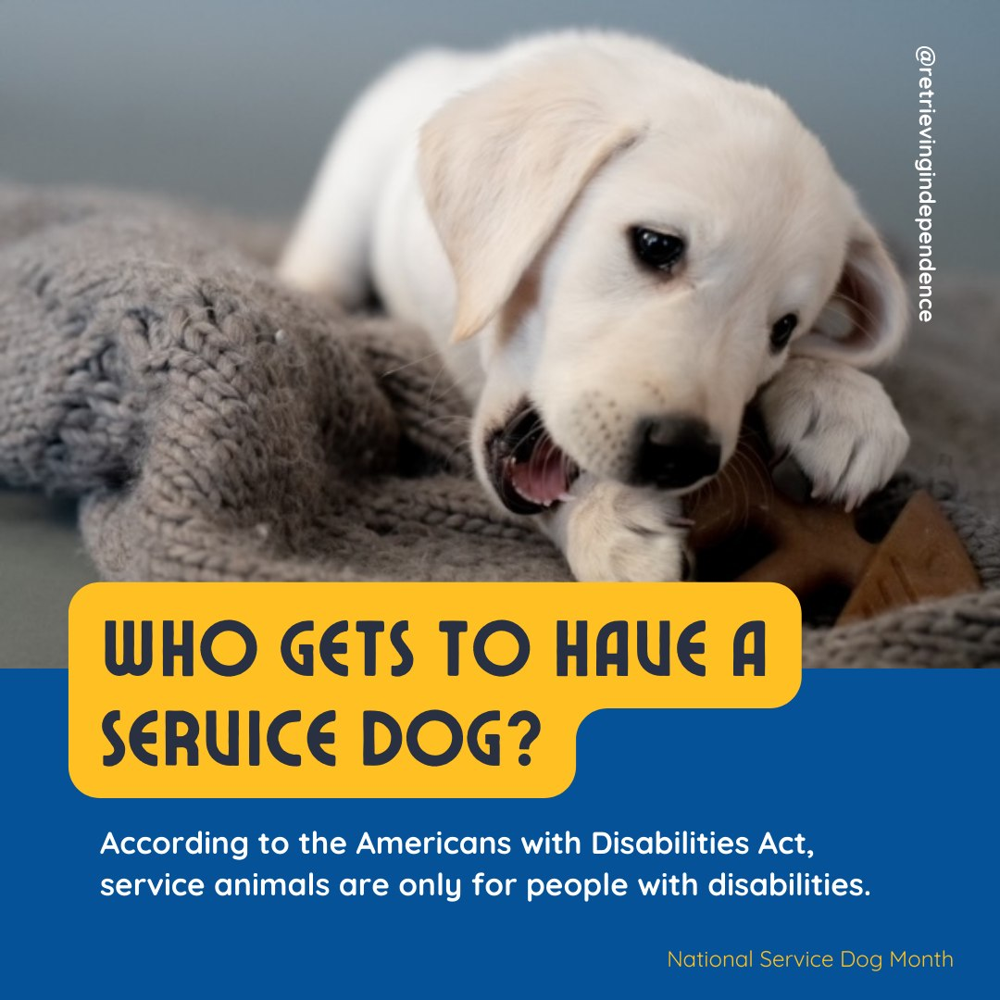 @retrievingindependence
WHO GETS TO HAVE A
SERVICE DOG?
According to the Americans with Disabilities Act,
service animals are only for people with disabilities.
National Service Dog Month